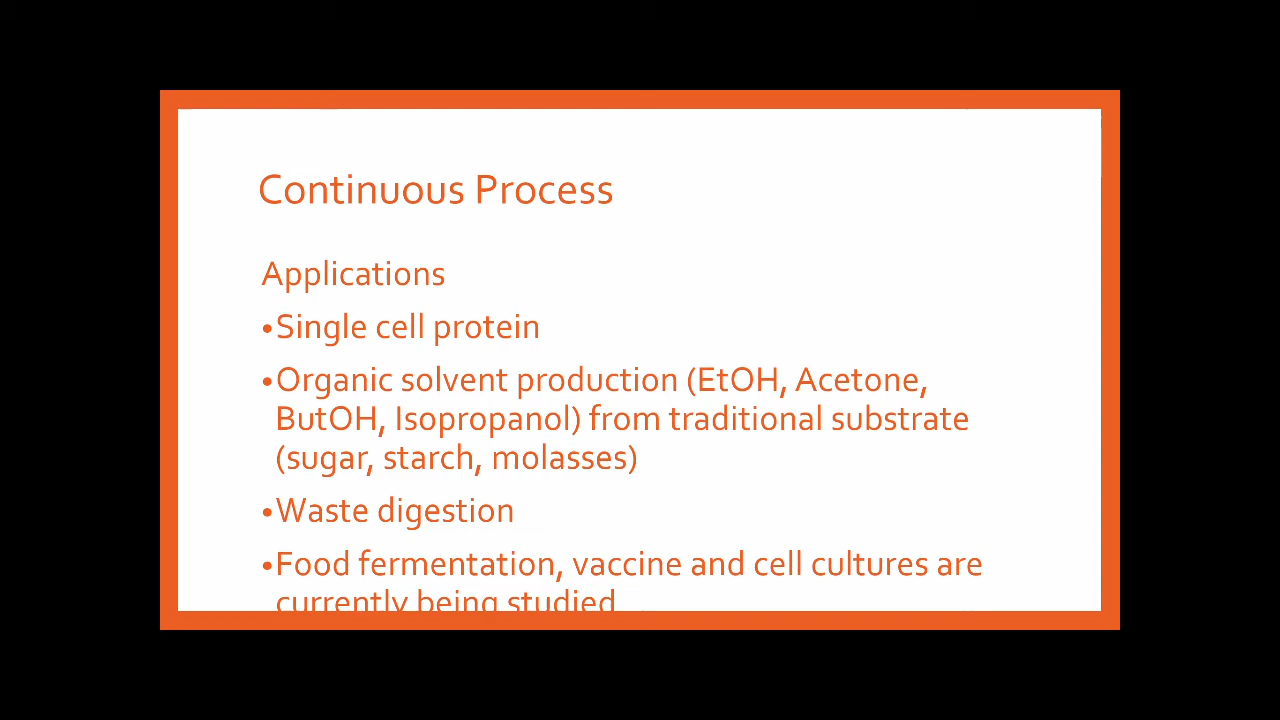 Continuous Process
Applications
•Single cell protein
•Organic solvent production (EtOH, Acetone,
ButOH, Isopropanol) from traditional substrate
(sugar, starch, molasses)
•Waste digestion
•Food fermentation, vaccine and cell cultures are
currently being studied